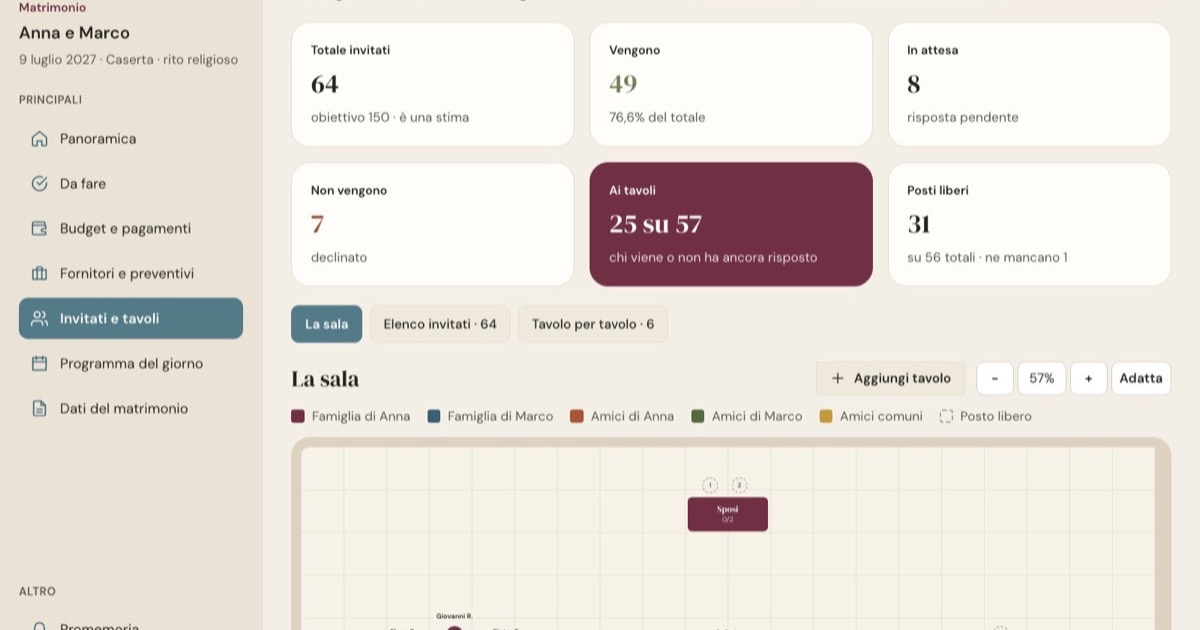 Matrimonio
Anna e Marco
9 luglio 2027 · Caserta · rito religioso
PRINCIPALI
Panoramica
Da fare
Budget e pagamenti
Fornitori e preventivi
Invitati e tavoli
Programma del giorno
Dati del matrimonio
ALTRO
Promemoria
Totale invitati
64
obiettivo 150 · è una stima
Vengono
49
76,6% del totale
In attesa
8
risposta pendente
Non vengono
7
declinato
Ai tavoli
25 su 57
chi viene o non ha ancora risposto
Posti liberi
31
su 56 totali · ne mancano 1
La sala
Elenco invitati · 64
Tavolo per tavolo · 6
La sala
+ Aggiungi tavolo
-
57%
+
Adatta
Famiglia di Anna
Famiglia di Marco
Amici di Anna
Amici di Marco
Amici comuni
Posto libero
1
2
Sposi
0/2
Giovanni R.